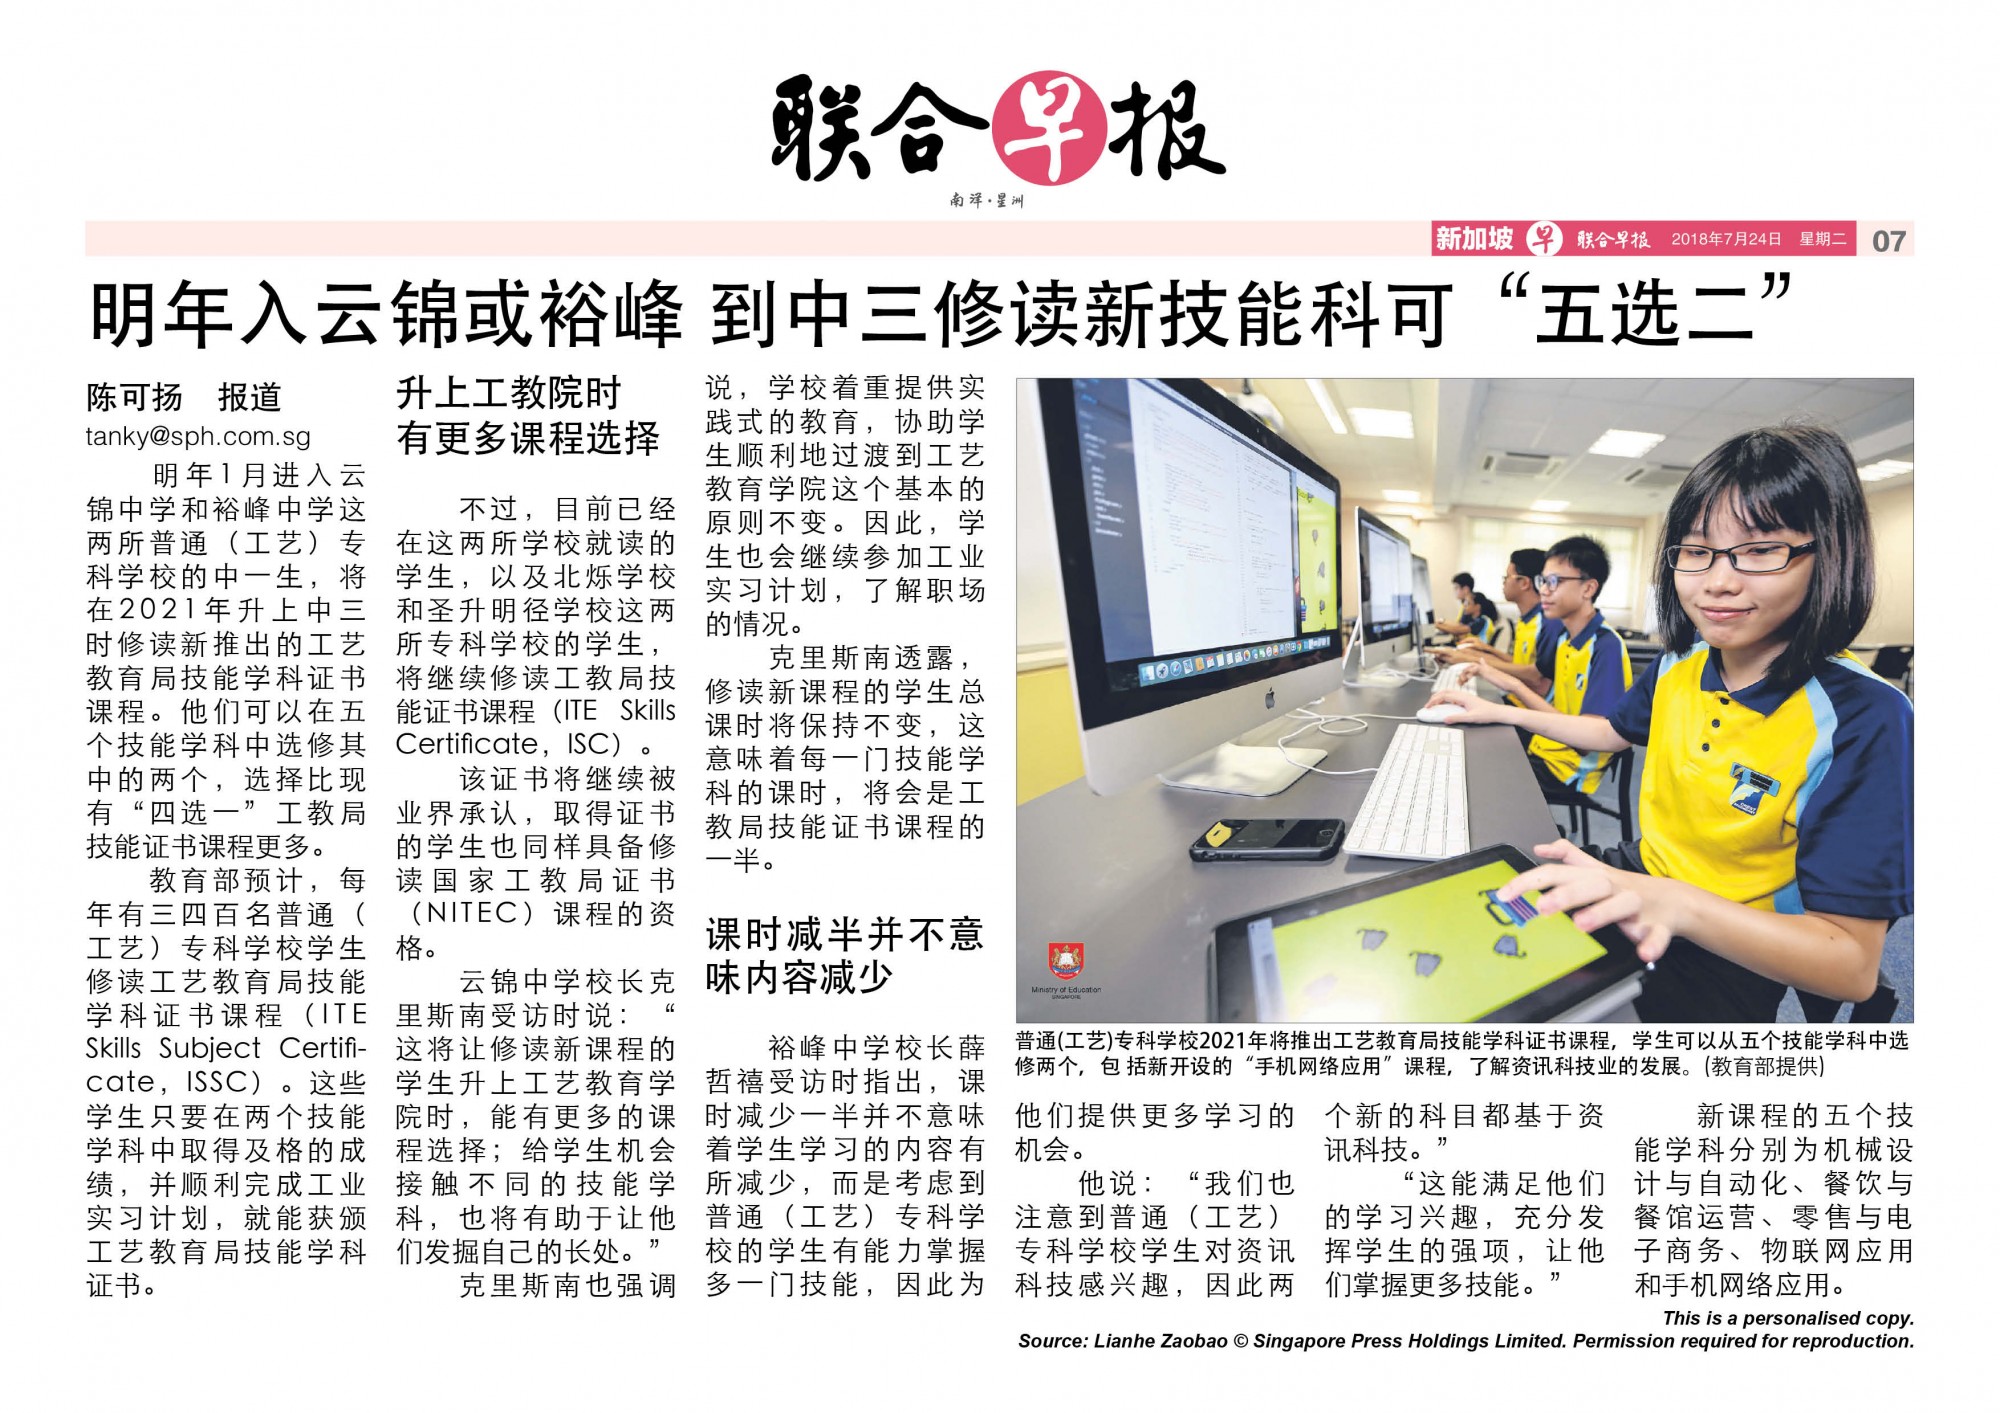 联合早报
南洋·星洲
新加坡 早 联合早报 2018年7月24日 星期二 07
明年入云锦或裕峰 到中三修读新技能科可“五选二”
陈可扬 报道
tanky@sph.com.sg
明年1月进入云
锦中学和裕峰中学这
两所普通（工艺）专
科学校的中一生，将
在2021年升上中三
时修读新推出的工艺
教育局技能学科证书
课程。他们可以在五
个技能学科中选修其
中的两个，选择比现
有“四选一”工教局
技能证书课程更多。
教育部预计，每
年有三四百名普通（
工艺）专科学校学生
修读工艺教育局技能
学科证书课程（ITE
Skills Subject Certifi-
cate，ISSC）。这些
学生只要在两个技能
学科中取得及格的成
绩，并顺利完成工业
实习计划，就能获颁
工艺教育局技能学科
证书。
升上工教院时
有更多课程选择
不过，目前已经
在这两所学校就读的
学生，以及北烁学校
和圣升明径学校这两
所专科学校的学生，
将继续修读工教局技
能证书课程（ITE Skills
Certificate，ISC）。
该证书将继续被
业界承认，取得证书
的学生也同样具备修
读国家工教局证书
（NITEC）课程的资
格。
云锦中学校长克
里斯南受访时说：“
这将让修读新课程的
学生升上工艺教育学
院时，能有更多的课
程选择；给学生机会
接触不同的技能学
科，也将有助于让他
们发掘自己的长处。”
克里斯南也强调
说，学校着重提供实
践式的教育，协助学
生顺利地过渡到工艺
教育学院这个基本的
原则不变。因此，学
生也会继续参加工业
实习计划，了解职场
的情况。
克里斯南透露，
修读新课程的学生总
课时将保持不变，这
意味着每一门技能学
科的课时，将会是工
教局技能证书课程的
一半。
课时减半并不意
味内容减少
裕峰中学校长薛
哲禧受访时指出，课
时减少一半并不意味
着学生学习的内容有
所减少，而是考虑到
普通（工艺）专科学
校的学生有能力掌握
多一门技能，因此为
Ministry of Education
SINGAPORE
普通(工艺)专科学校2021年将推出工艺教育局技能学科证书课程，学生可以从五个技能学科中选
修两个，包 括新开设的“手机网络应用”课程，了解资讯科技业的发展。(教育部提供)
他们提供更多学习的
机会。
他说：“我们也
注意到普通（工艺）
专科学校学生对资讯
科技感兴趣，因此两
个新的科目都基于资
讯科技。”
“这能满足他们
的学习兴趣，充分发
挥学生的强项，让他
们掌握更多技能。”
新课程的五个技
能学科分别为机械设
计与自动化、餐饮与
餐馆运营、零售与电
子商务、物联网应用
和手机网络应用。
This is a personalised copy.
Source: Lianhe Zaobao © Singapore Press Holdings Limited. Permission required for reproduction.